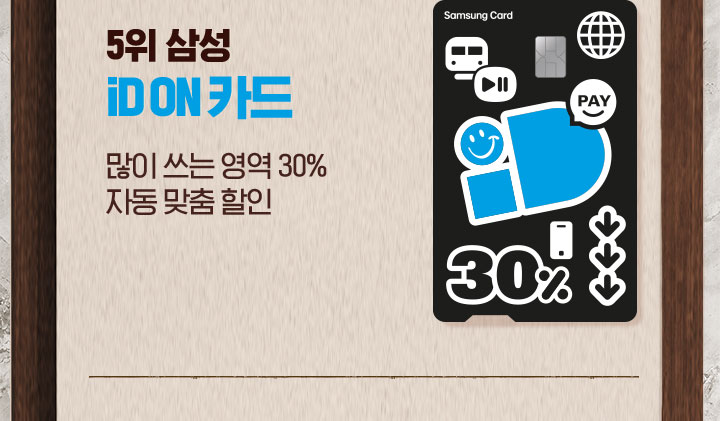 5위 삼성
iD ON 카드
많이 쓰는 영역 30%
자동 맞춤 할인
Samsung Card
PAY
30%